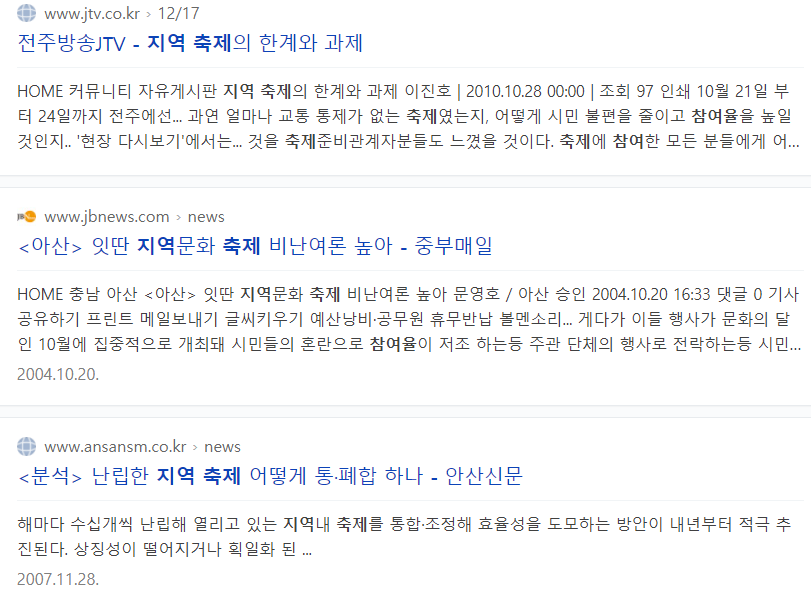 www.jtv.co.kr › 12/17
전주방송JTV - 지역 축제의 한계와 과제
HOME 커뮤니티 자유게시판 지역 축제의 한계와 과제 이진호 | 2010.10.28 00:00 | 조회 97 인쇄 10월 21일 부
터 24일까지 전주에선... 과연 얼마나 교통 통제가 없는 축제였는지, 어떻게 시민 불편을 줄이고 참여율을 높일
것인지.. '현장 다시보기'에서는... 것을 축제준비관계자분들도 느꼈을 것이다. 축제에 참여한 모든 분들에게 어...
www.jbnews.com › news
<아산> 잇딴 지역문화 축제 비난여론 높아 - 중부매일
HOME 충남 아산 <아산> 잇딴 지역문화 축제 비난여론 높아 문영호 / 아산 승인 2004.10.20 16:33 댓글 0 기사
공유하기 프린트 메일보내기 글씨키우기 예산낭비·공무원 휴무반납 볼멘소리... 게다가 이들 행사가 문화의 달
인 10월에 집중적으로 개최돼 시민들의 혼란으로 참여율이 저조 하는등 주관 단체의 행사로 전락하는등 시민...
2004.10.20.
www.ansansm.co.kr › news
<분석> 난립한 지역 축제 어떻게 통·폐합 하나 - 안산신문
해마다 수십개씩 난립해 열리고 있는 지역내 축제를 통합·조정해 효율성을 도모하는 방안이 내년부터 적극 추
진된다. 상징성이 떨어지거나 획일화 된 ...
2007.11.28.